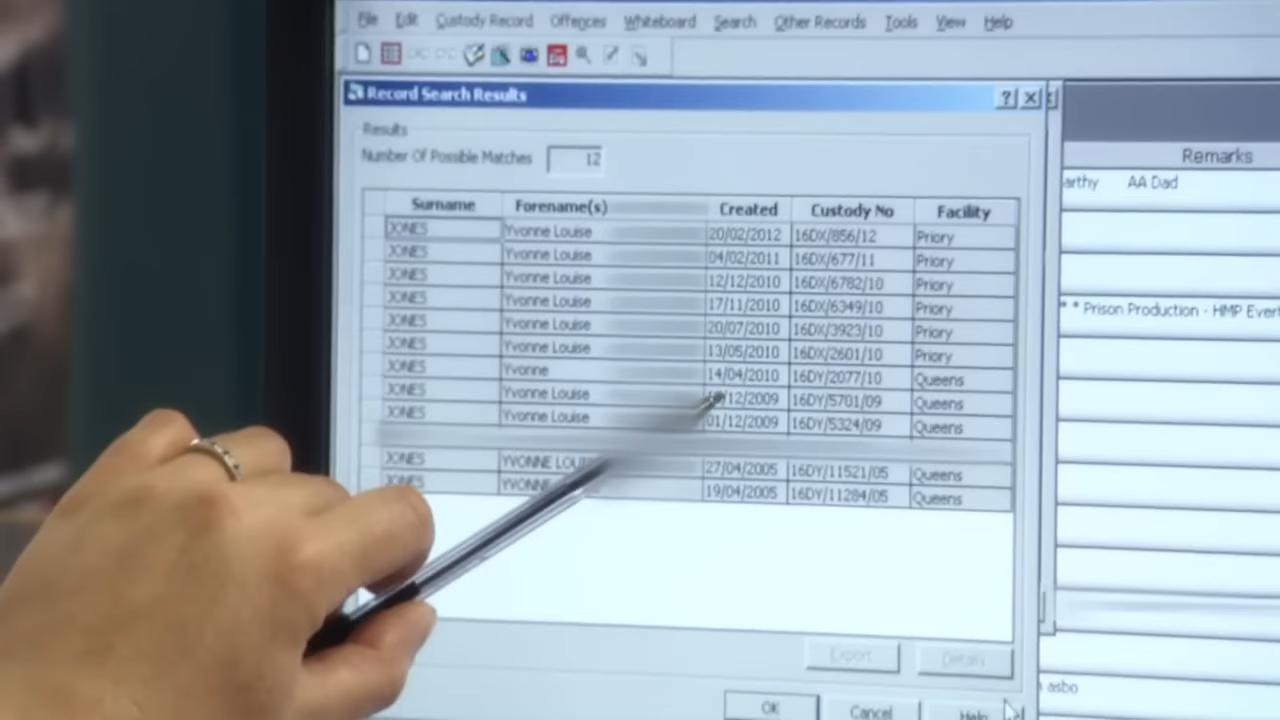 File Edit Custody Record Offences Whiteboard Search Other Records Tools View Help
Record Search Results
Results
Number Of Possible Matches 12
Surname Forename(s) Created Custody No Facility
JONES Yvonne Louise 20/02/2012 16DX/856/12 Priory
JONES Yvonne Louise 04/02/2011 16DX/677/11 Priory
JONES Yvonne Louise 12/12/2010 16DX/6782/10 Priory
JONES Yvonne Louise 17/11/2010 16DX/6349/10 Priory
JONES Yvonne Louise 20/07/2010 16DX/3923/10 Priory
JONES Yvonne Louise 13/05/2010 16DX/2601/10 Priory
JONES Yvonne 14/04/2010 16DY/2077/10 Queens
JONES Yvonne Louise /12/2009 16DY/5701/09 Queens
JONES Yvonne Louise 01/12/2009 16DY/5324/09 Queens
JONES YVONNE LOUI 27/04/2005 16DY/11521/05 Queens
JONES YVONNE 19/04/2005 16DY/11284/05 Queens
Export Details
OK Cancel Help
Remarks
arthy AA Dad
* * Prison Production - HMP Ever
asbo